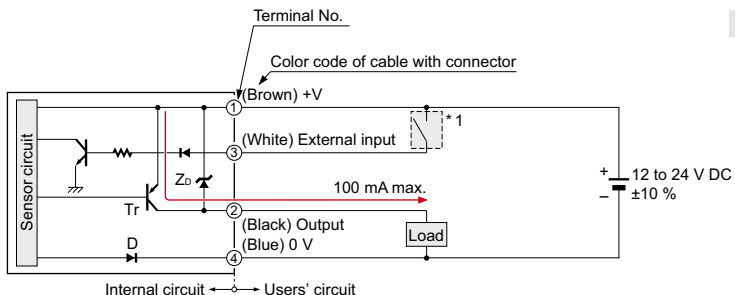 Terminal No.
Color code of cable with connector
1 (Brown) +V
* 1
3 (White) External input
Sensor circuit
ZD
100 mA max.
+ 12 to 24 V DC
– ±10 %
Tr
2
(Black) Output
Load
(Blue) 0 V
D
4
Internal circuit Users' circuit